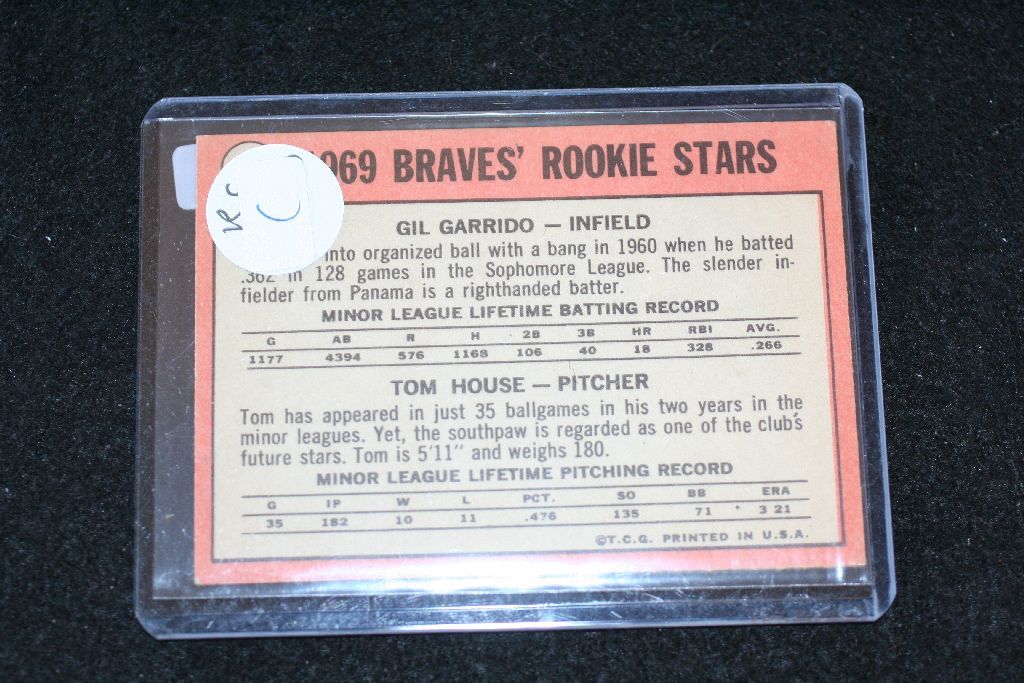 069 BRAVES' ROOKIE STARS
GIL GARRIDO — INFIELD
into organized ball with a bang in 1960 when he batted
.362 in 128 games in the Sophomore League. The slender in-
fielder from Panama is a righthanded batter.
MINOR LEAGUE LIFETIME BATTING RECORD
G AB R H 2B 3B HR RBI AVG.
1177 4394 576 1168 106 40 18 328 .266
TOM HOUSE — PITCHER
Tom has appeared in just 35 ballgames in his two years in the
minor leagues. Yet, the southpaw is regarded as one of the club's
future stars. Tom is 5'11" and weighs 180.
MINOR LEAGUE LIFETIME PITCHING RECORD
G IP W L PCT. SO BB ERA
35 182 10 11 .476 135 71 3 21
©T.C.G. PRINTED IN U.S.A.